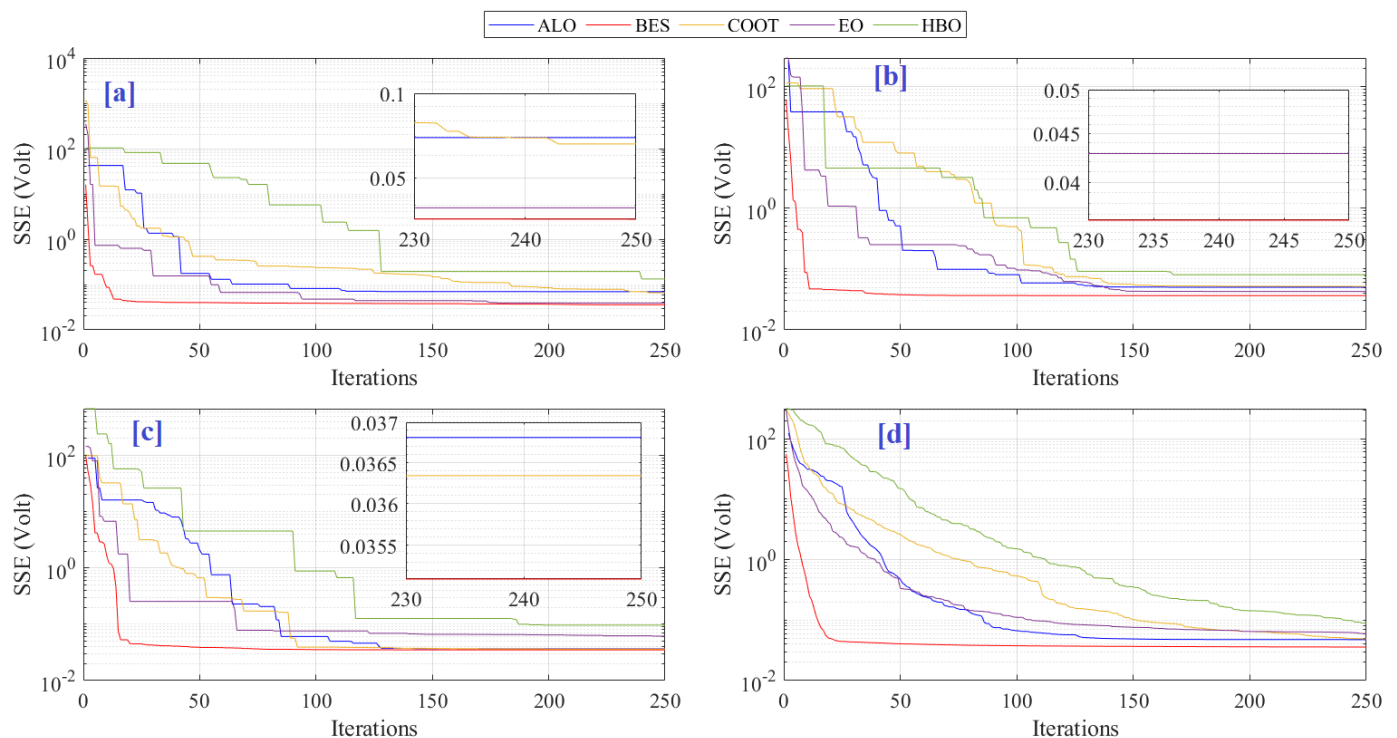 ALO BES COOT EO HBO
[a]
SSE (Volt)
10^4
10^2
10^0
10^-2
0 50 100 150 200 250
Iterations
0.1
0.05
230 240 250
[b]
SSE (Volt)
10^2
10^0
10^-2
0 50 100 150 200 250
Iterations
0.05
0.045
0.04
230 235 240 245 250
[c]
SSE (Volt)
10^2
10^0
10^-2
0 50 100 150 200 250
Iterations
0.037
0.0365
0.036
0.0355
230 240 250
[d]
SSE (Volt)
10^2
10^0
10^-2
0 50 100 150 200 250
Iterations